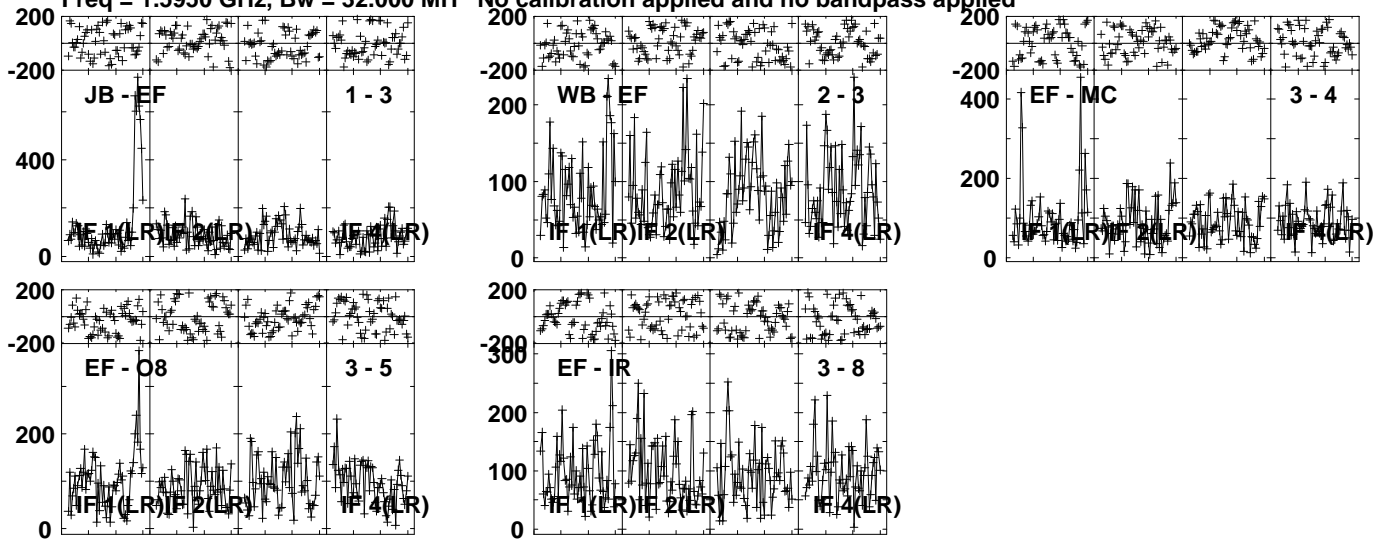 Freq = 1.5950 GHz, Bw = 32.000 MH No calibration applied and no bandpass applied
200
-200
JB - EF 1 - 3
400
0
IF 1(LR) IF 2(LR) IF 4(LR)
200
-200
WB - EF 2 - 3
200
100
0
IF 1(LR) IF 2(LR) IF 4(LR)
200
-200
EF - MC 3 - 4
400
200
0
IF 1(LR) IF 2(LR) IF 4(LR)
200
-200
EF - O8 3 - 5
200
0
IF 1(LR) IF 2(LR) IF 4(LR)
200
-200
300
EF - IR 3 - 8
200
100
0
IF 1(LR) IF 2(LR) IF 4(LR)